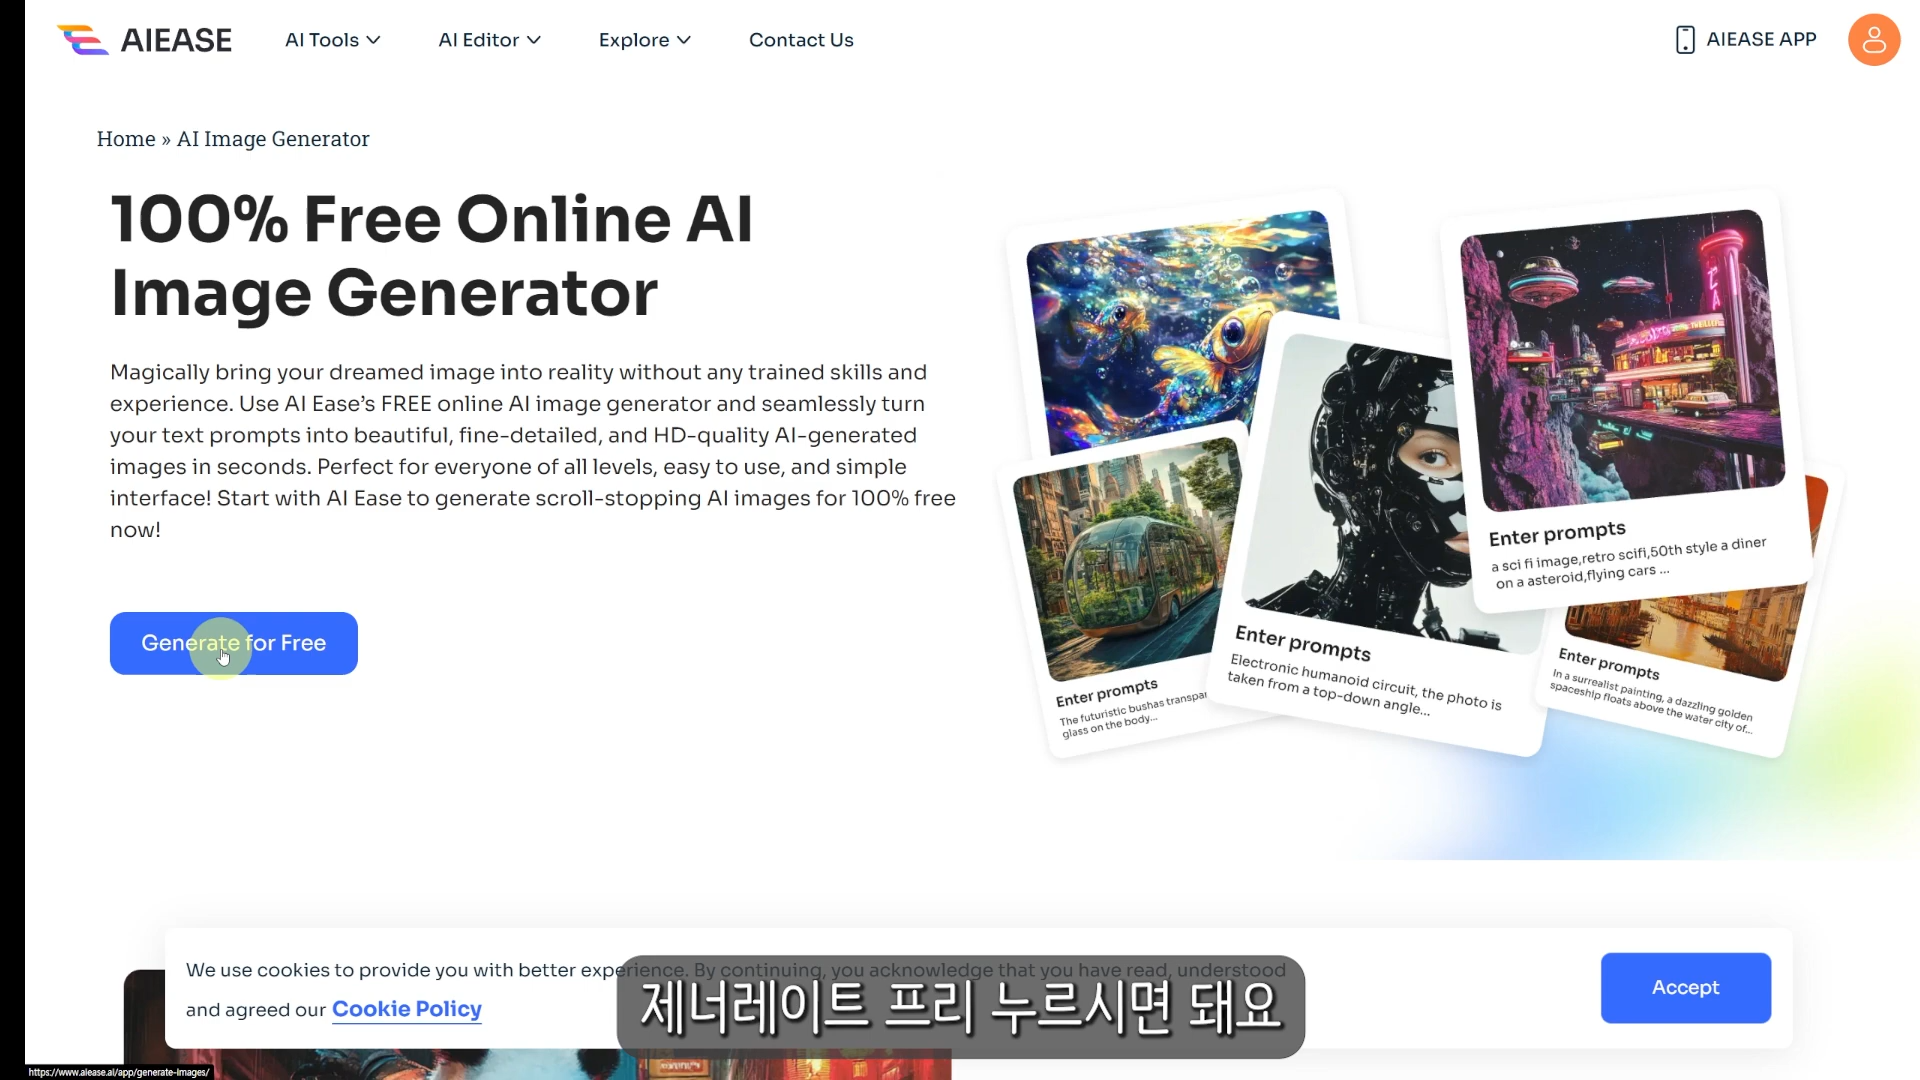 AIEASE
AI Tools
AI Editor
Explore
Contact Us
AIEASE APP
Home » AI Image Generator
100% Free Online AI
Image Generator
Magically bring your dreamed image into reality without any trained skills and
experience. Use AI Ease’s FREE online AI image generator and seamlessly turn
your text prompts into beautiful, fine-detailed, and HD-quality AI-generated
images in seconds. Perfect for everyone of all levels, easy to use, and simple
interface! Start with AI Ease to generate scroll-stopping AI images for 100% free
now!
Generate for Free
Enter prompts
a sci fi image,retro scifi,50th style a diner
on a asteroid,flying cars ...
Enter prompts
Electronic humanoid circuit, the photo is
taken from a top-down angle...
Enter prompts
In a surrealist painting, a dazzling golden
spaceship floats above the water city of...
Enter prompts
The futuristic bushas transpar
glass on the body...
We use cookies to provide you with better experience. By continuing, you acknowledge that you have read, understood
and agreed our Cookie Policy
Accept
제너레이트 프리 누르시면 돼요
https://www.aiease.ai/app/generate-images/